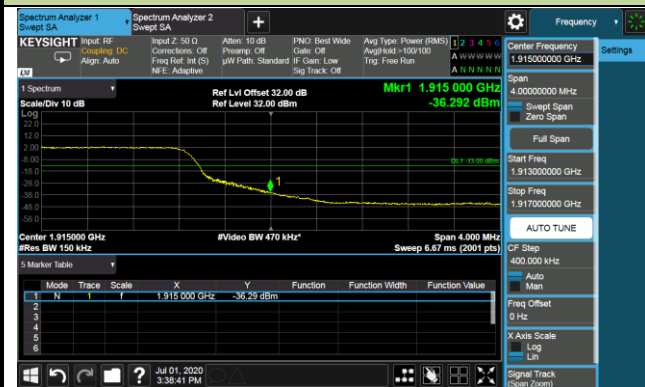 Spectrum Analyzer 1
Swept SA
Spectrum Analyzer 2
Swept SA
+
Frequency
KEYSIGHT
Input: RF
Coupling: DC
Align: Auto
Input Z: 50 Ω
Corrections: Off
Freq Ref: Int (S)
NFE: Adaptive
Atten: 10 dB
Preamp: Off
µW Path: Standard
PNO: Best Wide
Gate: Off
IF Gain: Low
Sig Track: Off
Avg Type: Power (RMS)
Avg|Hold:>100/100
Trig: Free Run
1 2 3 4 5 6
A W W W W W
A N N N N N
LXI
1 Spectrum
Scale/Div 10 dB
Ref Lvl Offset 32.00 dB
Ref Level 32.00 dBm
Mkr1 1.915 000 GHz
-36.292 dBm
Log
22.0
12.0
2.00
-8.00
-18.0
-28.0
-38.0
-48.0
-58.0
DL1 -13.00 dBm
1
Center 1.915000 GHz
#Res BW 150 kHz
#Video BW 470 kHz*
Span 4.000 MHz
Sweep 6.67 ms (2001 pts)
5 Marker Table
Mode Trace Scale X Y Function Function Width Function Value
1 N 1 f 1.915 000 GHz -36.29 dBm
2
3
4
5
6
Jul 01, 2020
3:38:41 PM
?
Center Frequency
1.915000000 GHz
Settings
Span
4.00000000 MHz
Swept Span
Zero Span
Full Span
Start Freq
1.913000000 GHz
Stop Freq
1.917000000 GHz
AUTO TUNE
CF Step
400.000 kHz
Auto
Man
Freq Offset
0 Hz
X Axis Scale
Log
Lin
Signal Track
(Span Zoom)